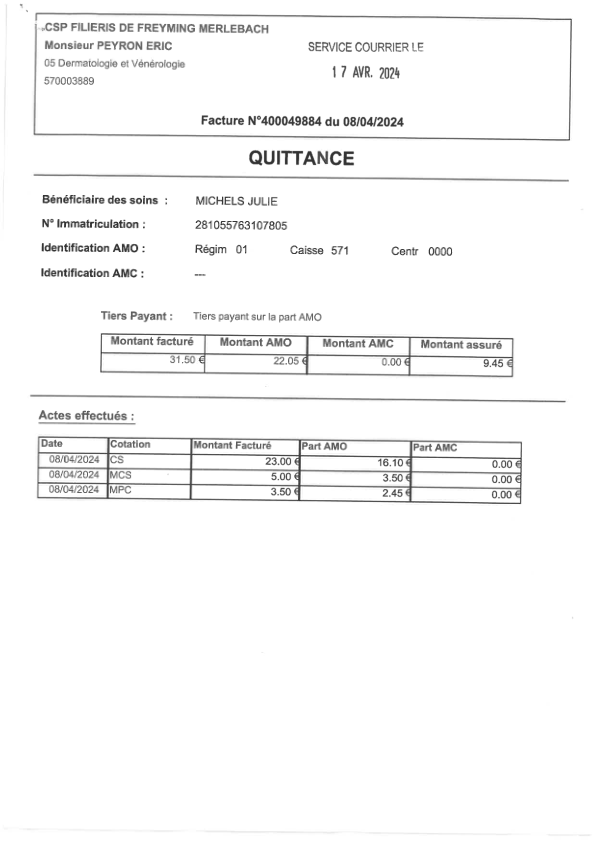 CSP FILIERIS DE FREYMING MERLEBACH
Monsieur PEYRON ERIC
05 Dermatologie et Vénérologie
570003889
SERVICE COURRIER LE
17 AVR. 2024
Facture N°400049884 du 08/04/2024
QUITTANCE
Bénéficiaire des soins : MICHELS JULIE
N° Immatriculation : 281055763107805
Identification AMO : Régim 01 Caisse 571 Centr 0000
Identification AMC : ---
Tiers Payant : Tiers payant sur la part AMO
Montant facturé Montant AMO Montant AMC Montant assuré
31.50 € 22.05 € 0.00 € 9.45 €
Actes effectués :
Date Cotation Montant Facturé Part AMO Part AMC
08/04/2024 CS 23.00 € 16.10 € 0.00 €
08/04/2024 MCS 5.00 € 3.50 € 0.00 €
08/04/2024 MPC 3.50 € 2.45 € 0.00 €